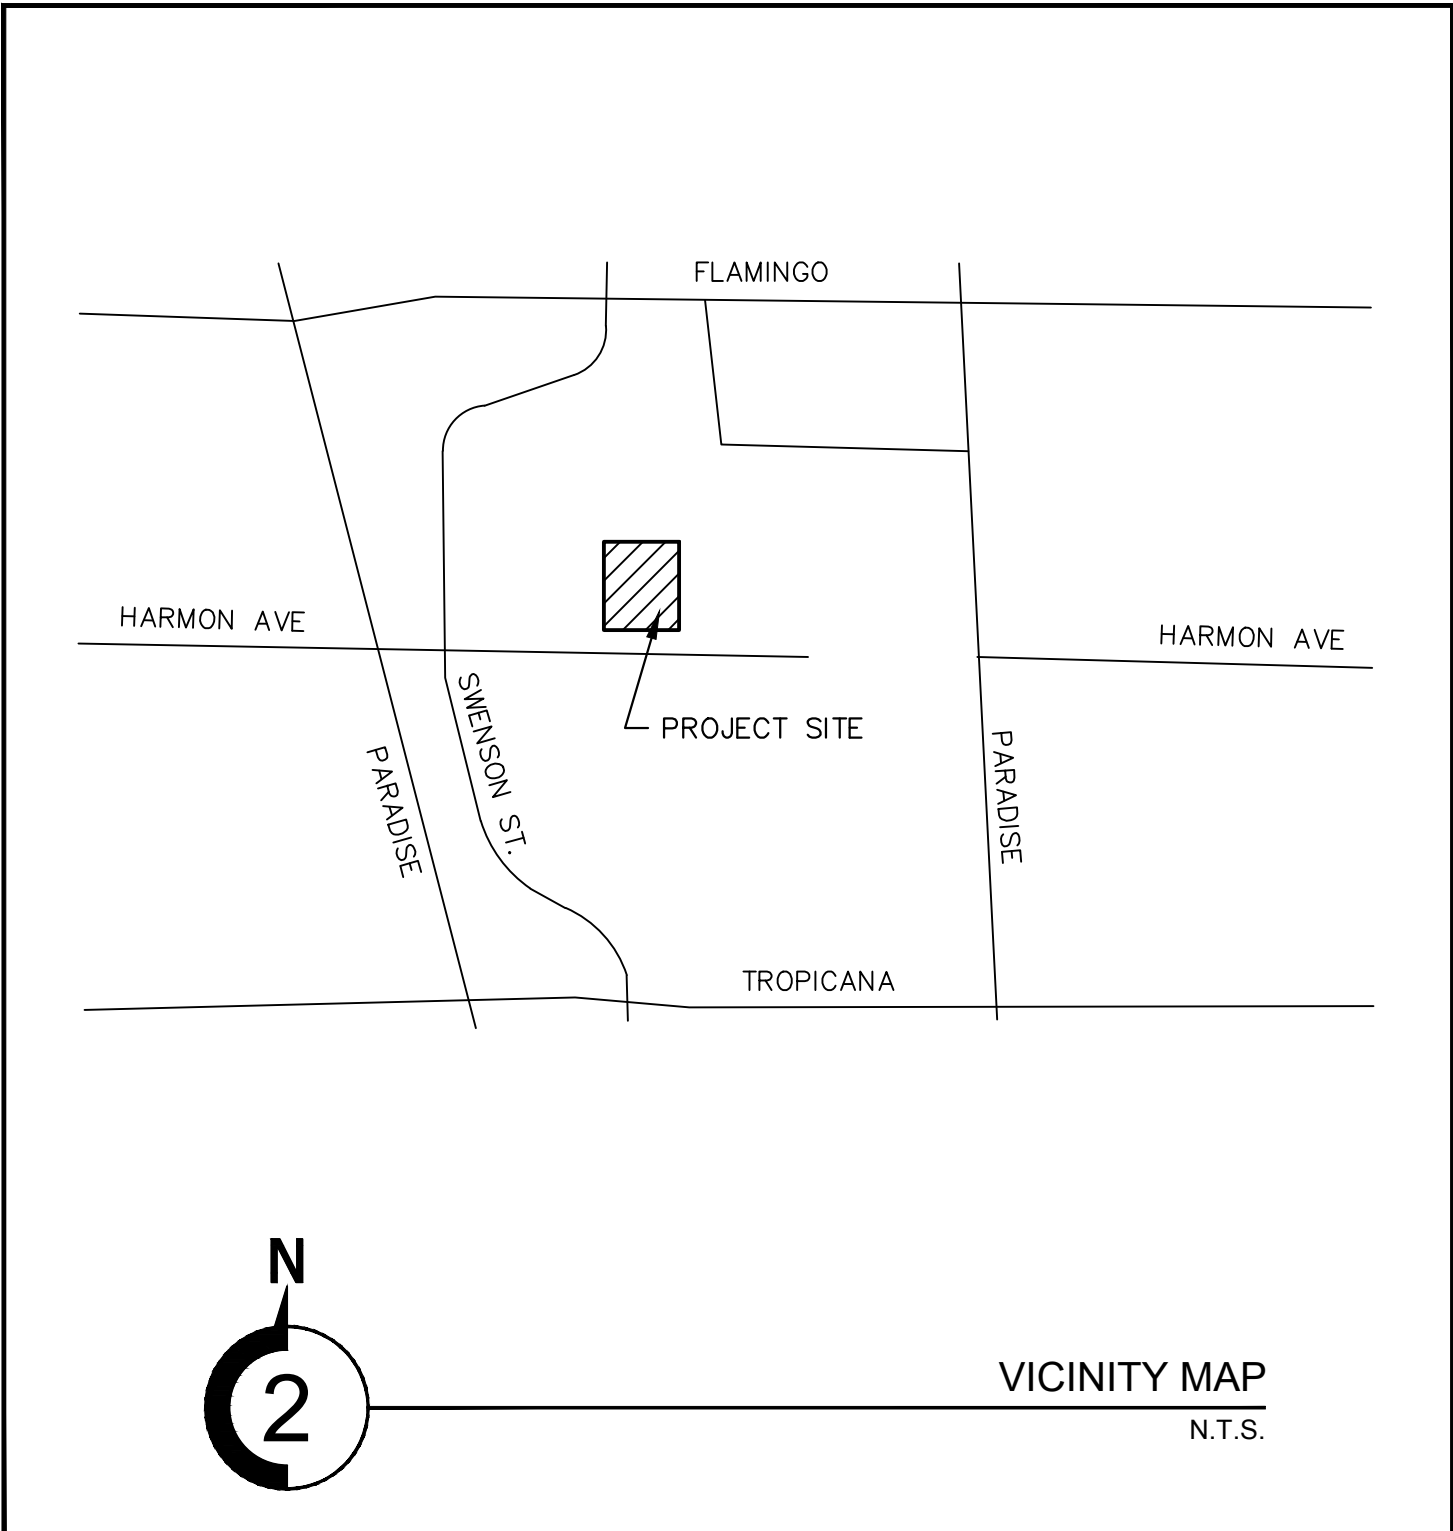 FLAMINGO
HARMON AVE
HARMON AVE
SWENSON ST.
PROJECT SITE
PARADISE
PARADISE
TROPICANA
N
2
VICINITY MAP
N.T.S.